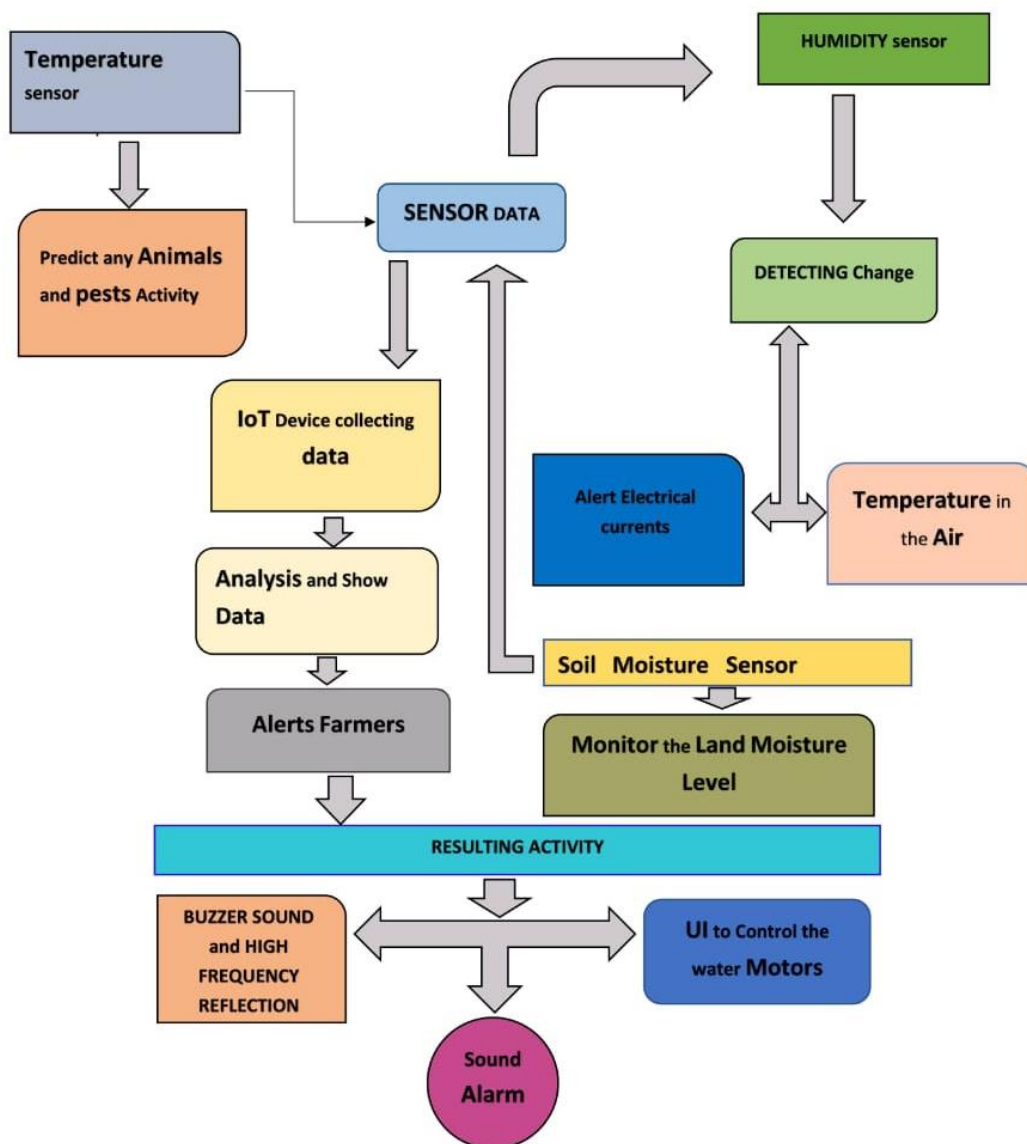 Temperature
sensor
HUMIDITY sensor
SENSOR DATA
Predict any Animals
and pests Activity
DETECTING Change
IoT Device collecting
data
Alert Electrical
currents
Temperature in
the Air
Analysis and Show
Data
Soil Moisture Sensor
Alerts Farmers
Monitor the Land Moisture
Level
RESULTING ACTIVITY
BUZZER SOUND
and HIGH
FREQUENCY
REFLECTION
UI to Control the
water Motors
Sound
Alarm